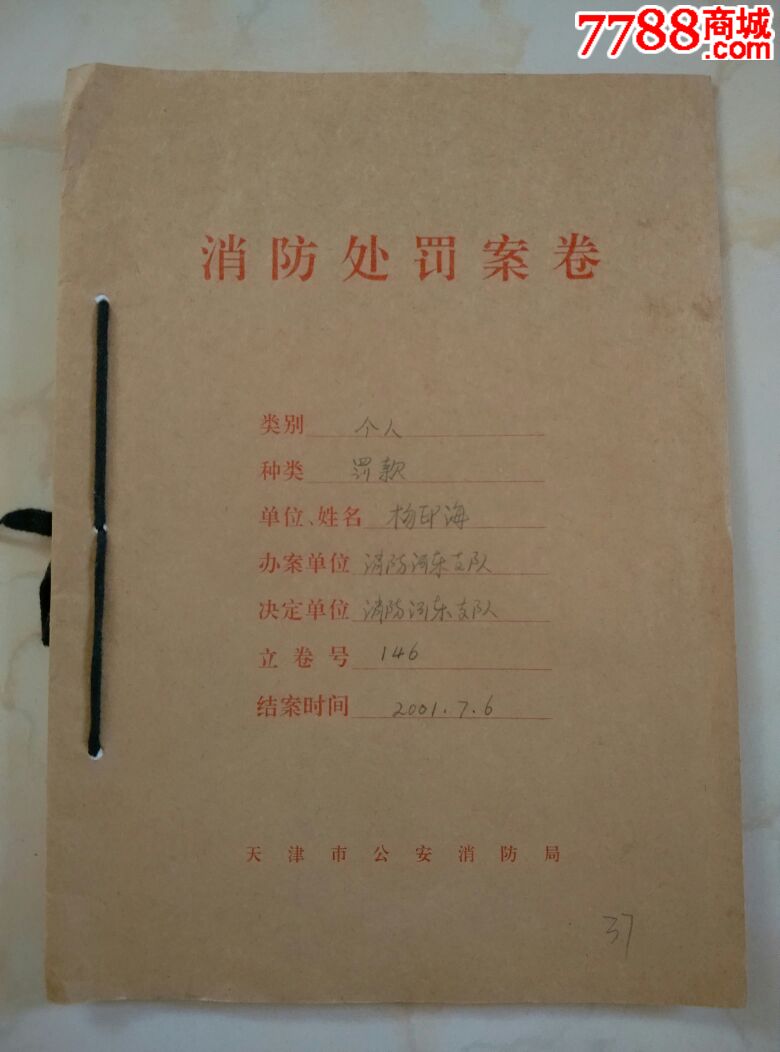 7788商城
.com
消防处罚案卷
类别 个人
种类 罚款
单位、姓名 杨印海
办案单位 消防河东支队
决定单位 消防河东支队
立卷号 146
结案时间 2001.7.6
天津市公安消防局
37